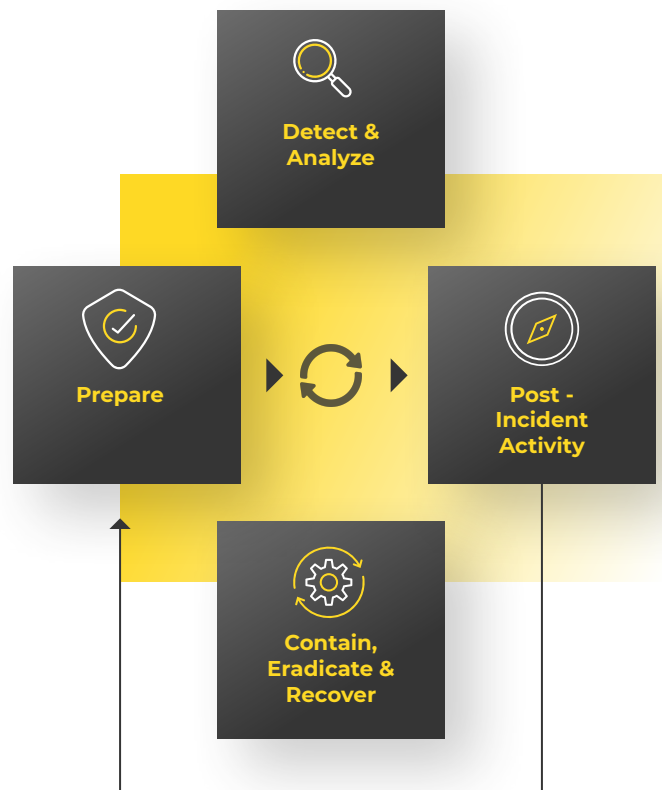 Detect &
Analyze
Prepare
Post -
Incident
Activity
Contain,
Eradicate &
Recover